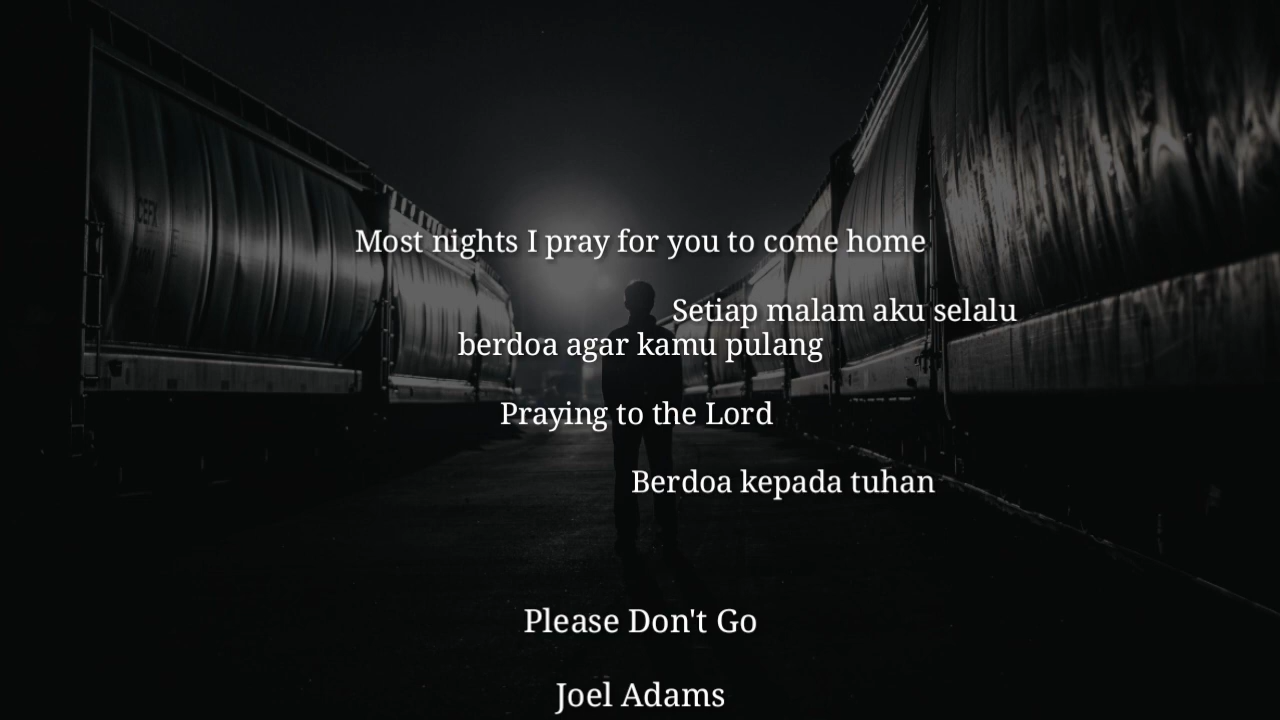 Most nights I pray for you to come home
Setiap malam aku selalu
berdoa agar kamu pulang
Praying to the Lord
Berdoa kepada tuhan
Please Don't Go
Joel Adams